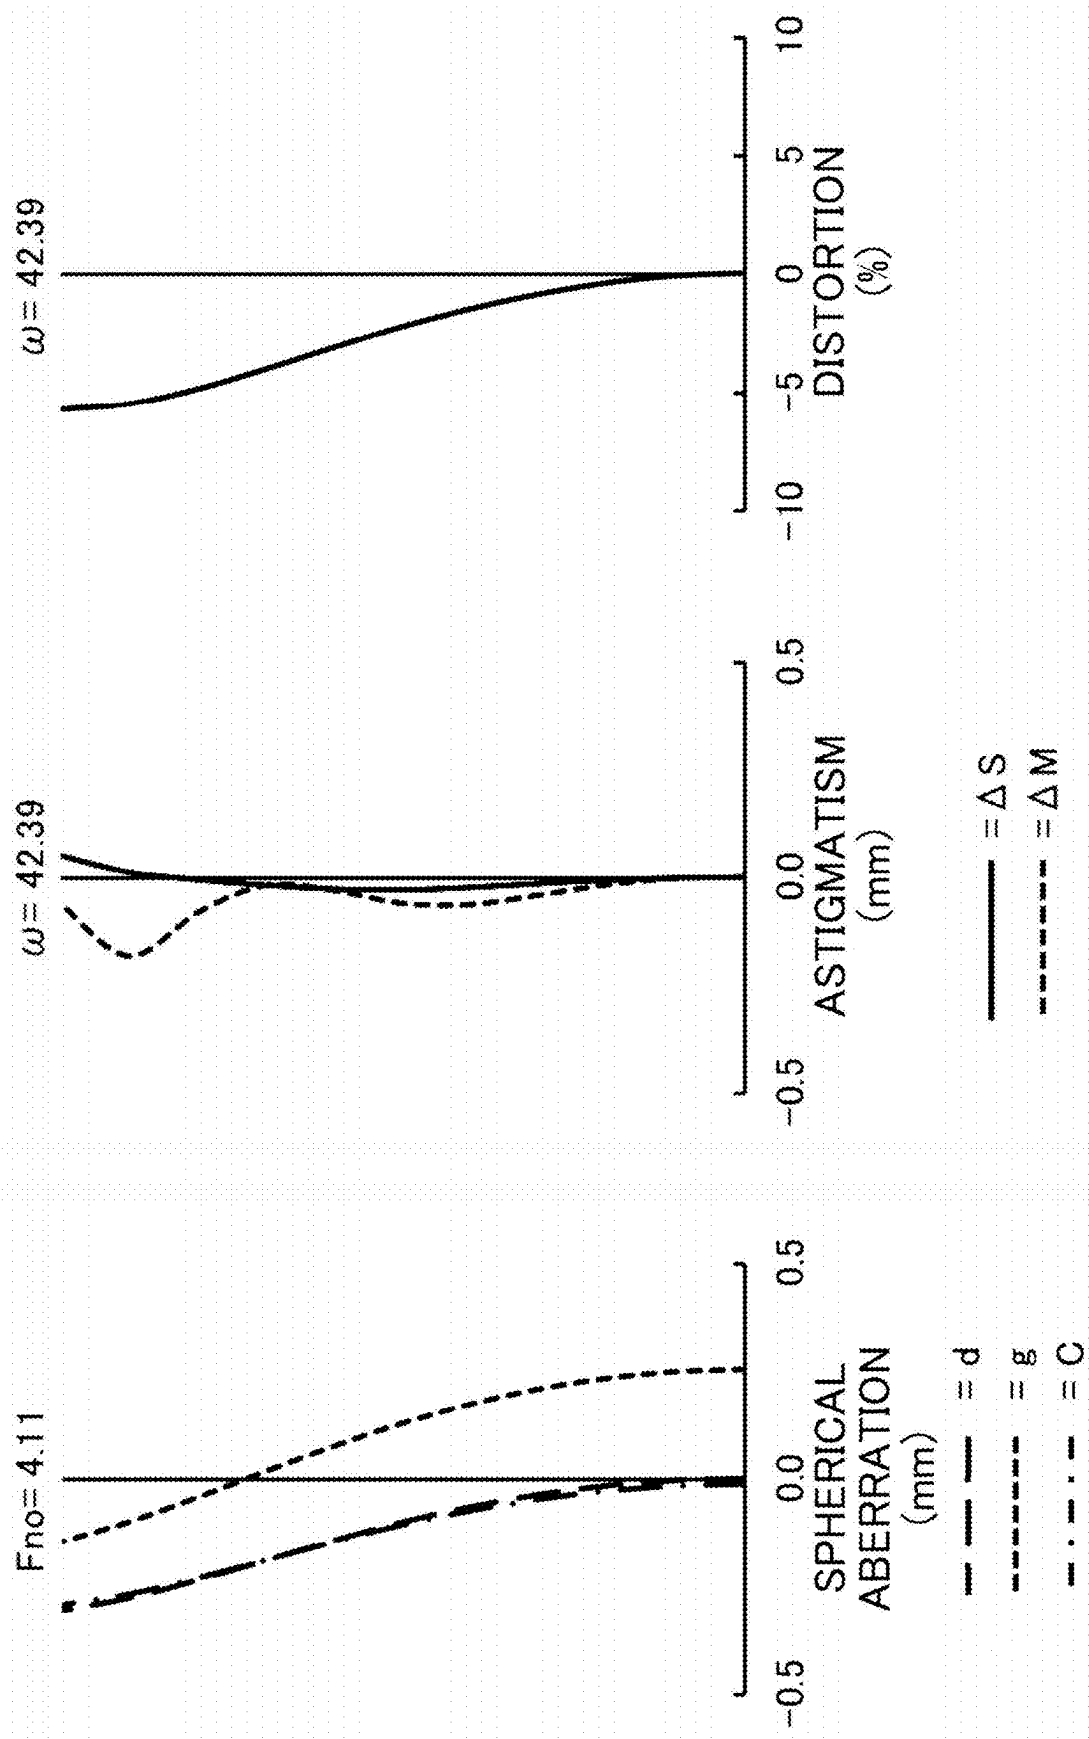 Fno= 4.11
0.5
0.0
−0.5
SPHERICAL
ABERRATION
(mm)
= d
= g
= C
ω= 42.39
0.5
0.0
−0.5
ASTIGMATISM
(mm)
=ΔS
=ΔM
ω= 42.39
10
5
0
−5
−10
DISTORTION
(%)